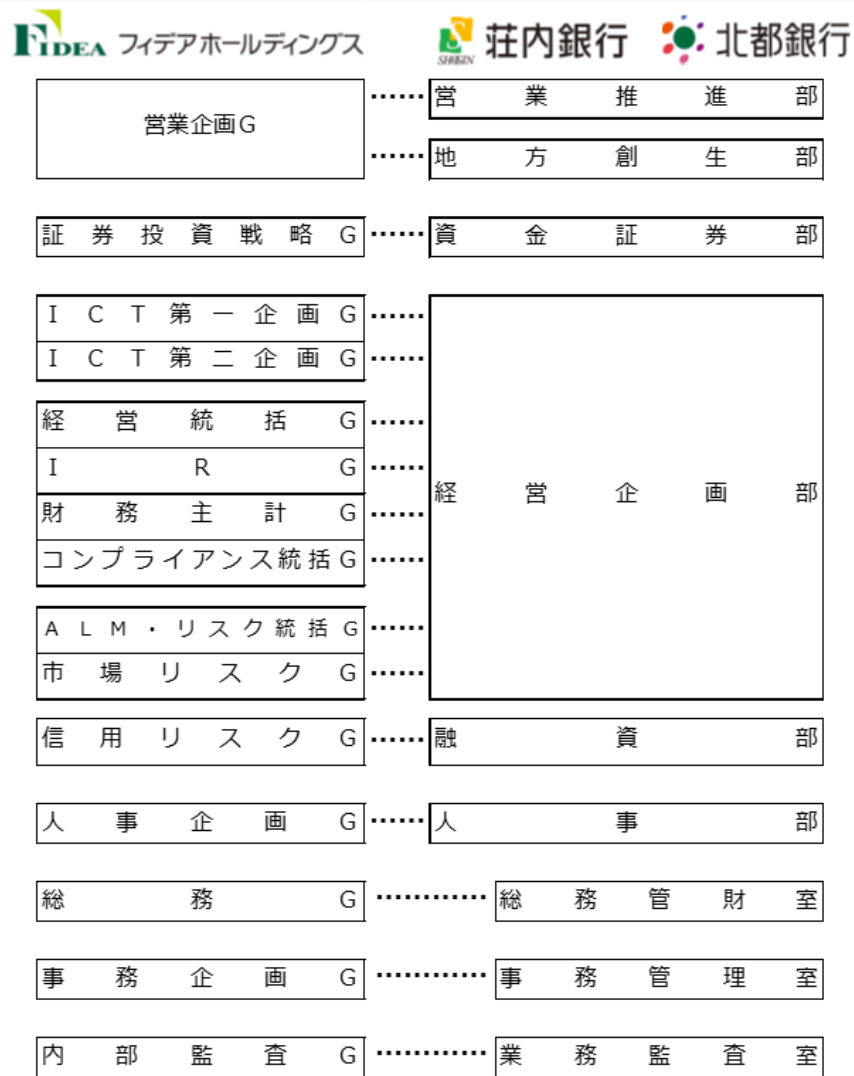 FIDEA フィデアホールディングス SHONAI 荘内銀行 北都銀行
営業企画G ……営業推進部
……地方創生部
証券投資戦略G ……資金証券部
ICT第一企画G ……
ICT第二企画G ……
経営統括G ……
IRG ……
経営企画部
財務主計G ……
コンプライアンス統括G ……
ALM・リスク統括G ……
市場リスクG ……
信用リスクG ……融資部
人事企画G ……人事部
総務G …………総務管財室
事務企画G …………事務管理室
内部監査G …………業務監査室